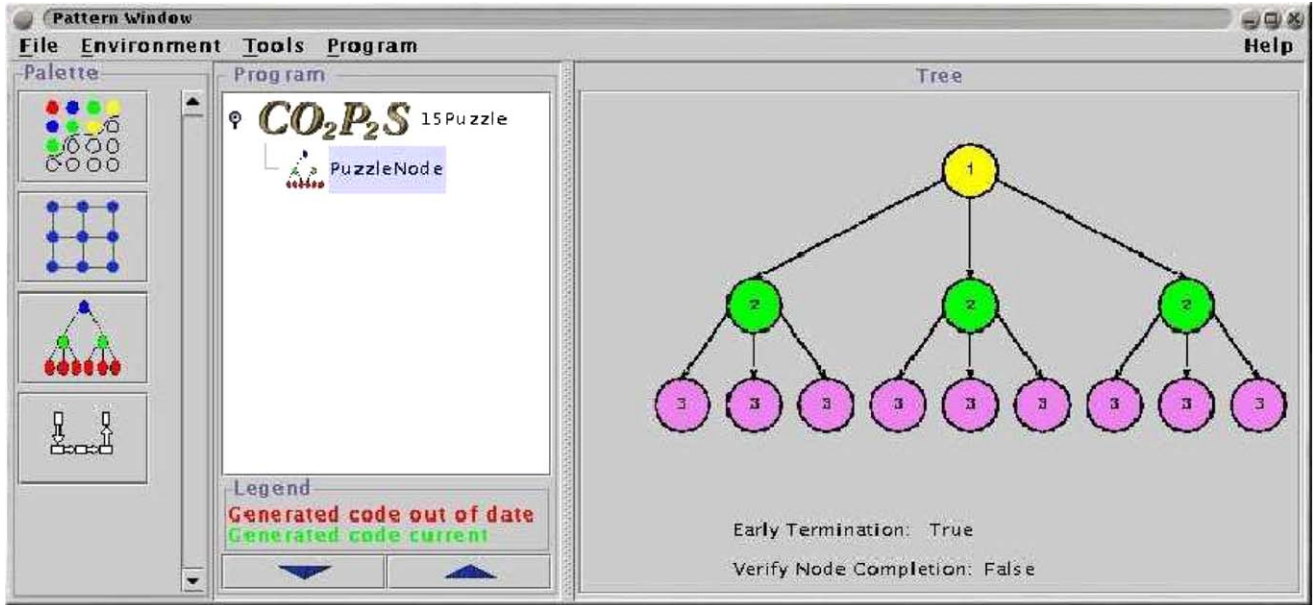 Pattern Window
File Environment Tools Program Help
Palette
Program
CO2P2S 15Puzzle
PuzzleNode
Legend
Generated code out of date
Generated code current
Tree
1
2 2 2
3 3 3 3 3 3 3 3 3
Early Termination: True
Verify Node Completion: False